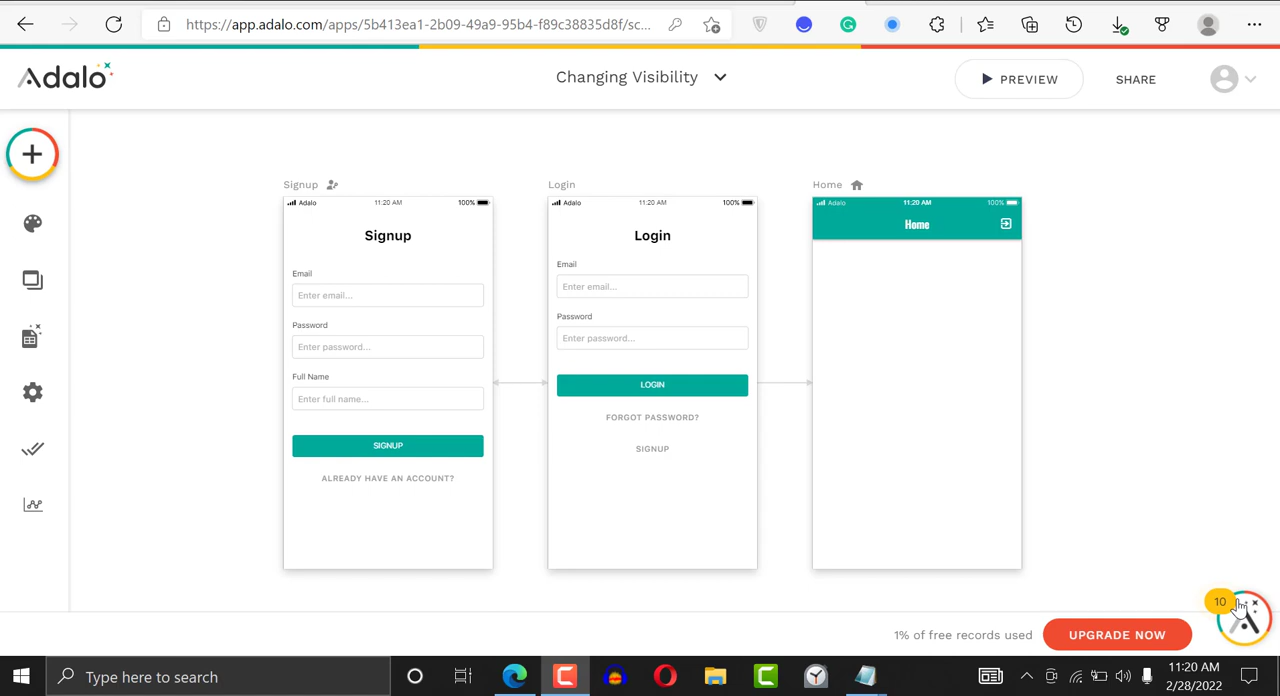 https://app.adalo.com/apps/5b413ea1-2b09-49a9-95b4-f89c38835d8f/sc...
Adalo
Changing Visibility
PREVIEW
SHARE
Signup
Adalo 11:20 AM 100%
Signup
Email
Enter email...
Password
Enter password...
Full Name
Enter full name...
SIGNUP
ALREADY HAVE AN ACCOUNT?
Login
Adalo 11:20 AM 100%
Login
Email
Enter email...
Password
Enter password...
LOGIN
FORGOT PASSWORD?
SIGNUP
Home
Adalo 11:20 AM 100%
Home
10
1% of free records used
UPGRADE NOW
Type here to search
11:20 AM
2/28/2022